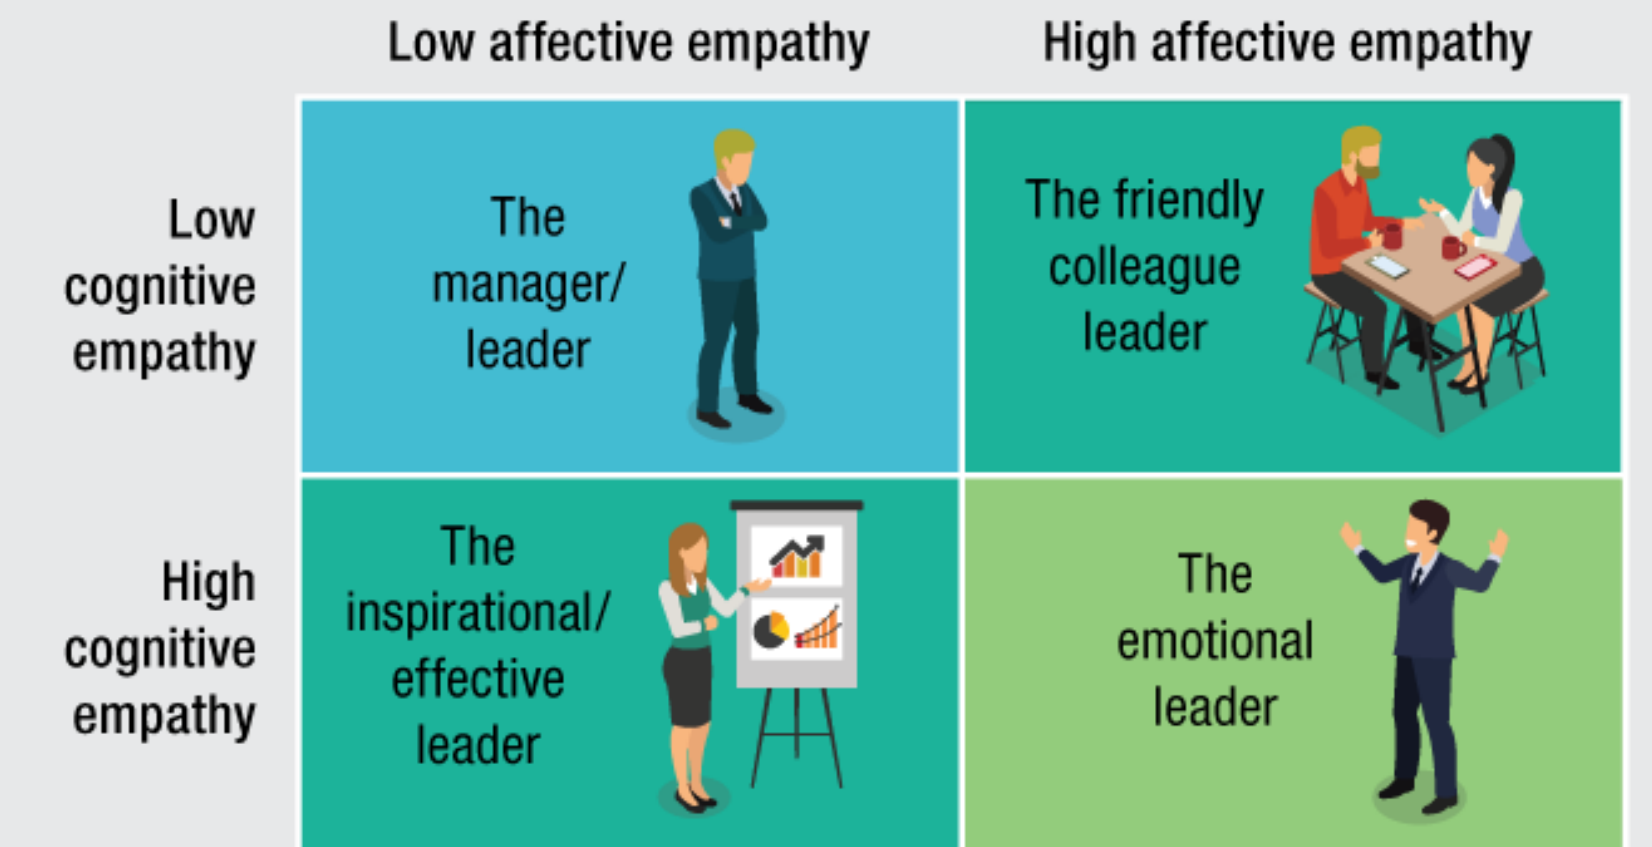 Low affective empathy
High affective empathy
Low
cognitive
empathy
The
manager/
leader
The friendly
colleague
leader
High
cognitive
empathy
The
inspirational/
effective
leader
The
emotional
leader